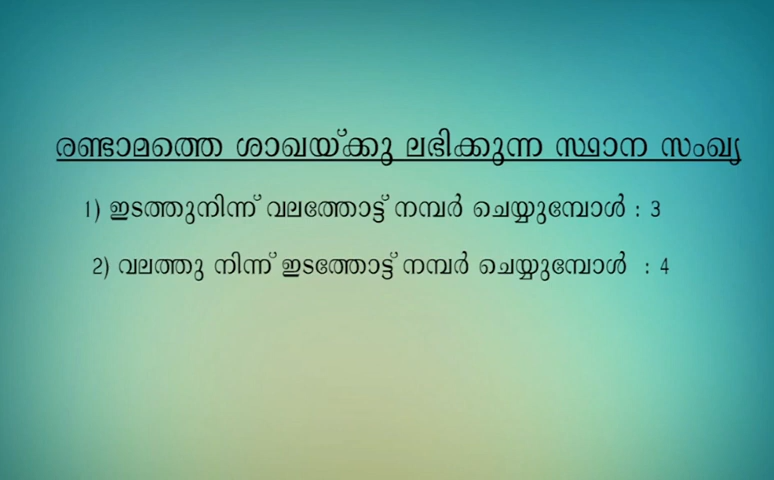 രണ്ടാമത്തെ ശാഖയ്ക്കു ലഭിക്കുന്ന സ്ഥാന സംഖ്യ
1) ഇടത്തുനിന്ന് വലത്തോട്ട് നമ്പർ ചെയ്യുമ്പോൾ : 3
2) വലത്തു നിന്ന് ഇടത്തോട്ട് നമ്പർ ചെയ്യുമ്പോൾ : 4